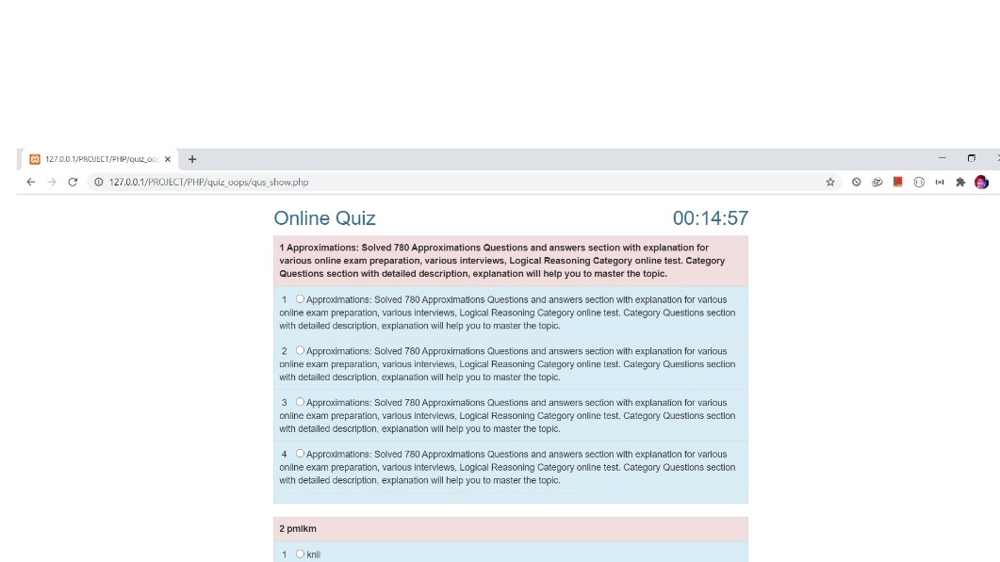 127.0.0.1/PROJECT/PHP/quiz_oo
127.0.0.1/PROJECT/PHP/quiz_oops/qus_show.php
Online Quiz 00:14:57
1 Approximations: Solved 780 Approximations Questions and answers section with explanation for
various online exam preparation, various interviews, Logical Reasoning Category online test. Category
Questions section with detailed description, explanation will help you to master the topic.
1 Approximations: Solved 780 Approximations Questions and answers section with explanation for various
online exam preparation, various interviews, Logical Reasoning Category online test. Category Questions section
with detailed description, explanation will help you to master the topic.
2 Approximations: Solved 780 Approximations Questions and answers section with explanation for various
online exam preparation, various interviews, Logical Reasoning Category online test. Category Questions section
with detailed description, explanation will help you to master the topic.
3 Approximations: Solved 780 Approximations Questions and answers section with explanation for various
online exam preparation, various interviews, Logical Reasoning Category online test. Category Questions section
with detailed description, explanation will help you to master the topic.
4 Approximations: Solved 780 Approximations Questions and answers section with explanation for various
online exam preparation, various interviews, Logical Reasoning Category online test. Category Questions section
with detailed description, explanation will help you to master the topic.
2 pmlkm
1 knll